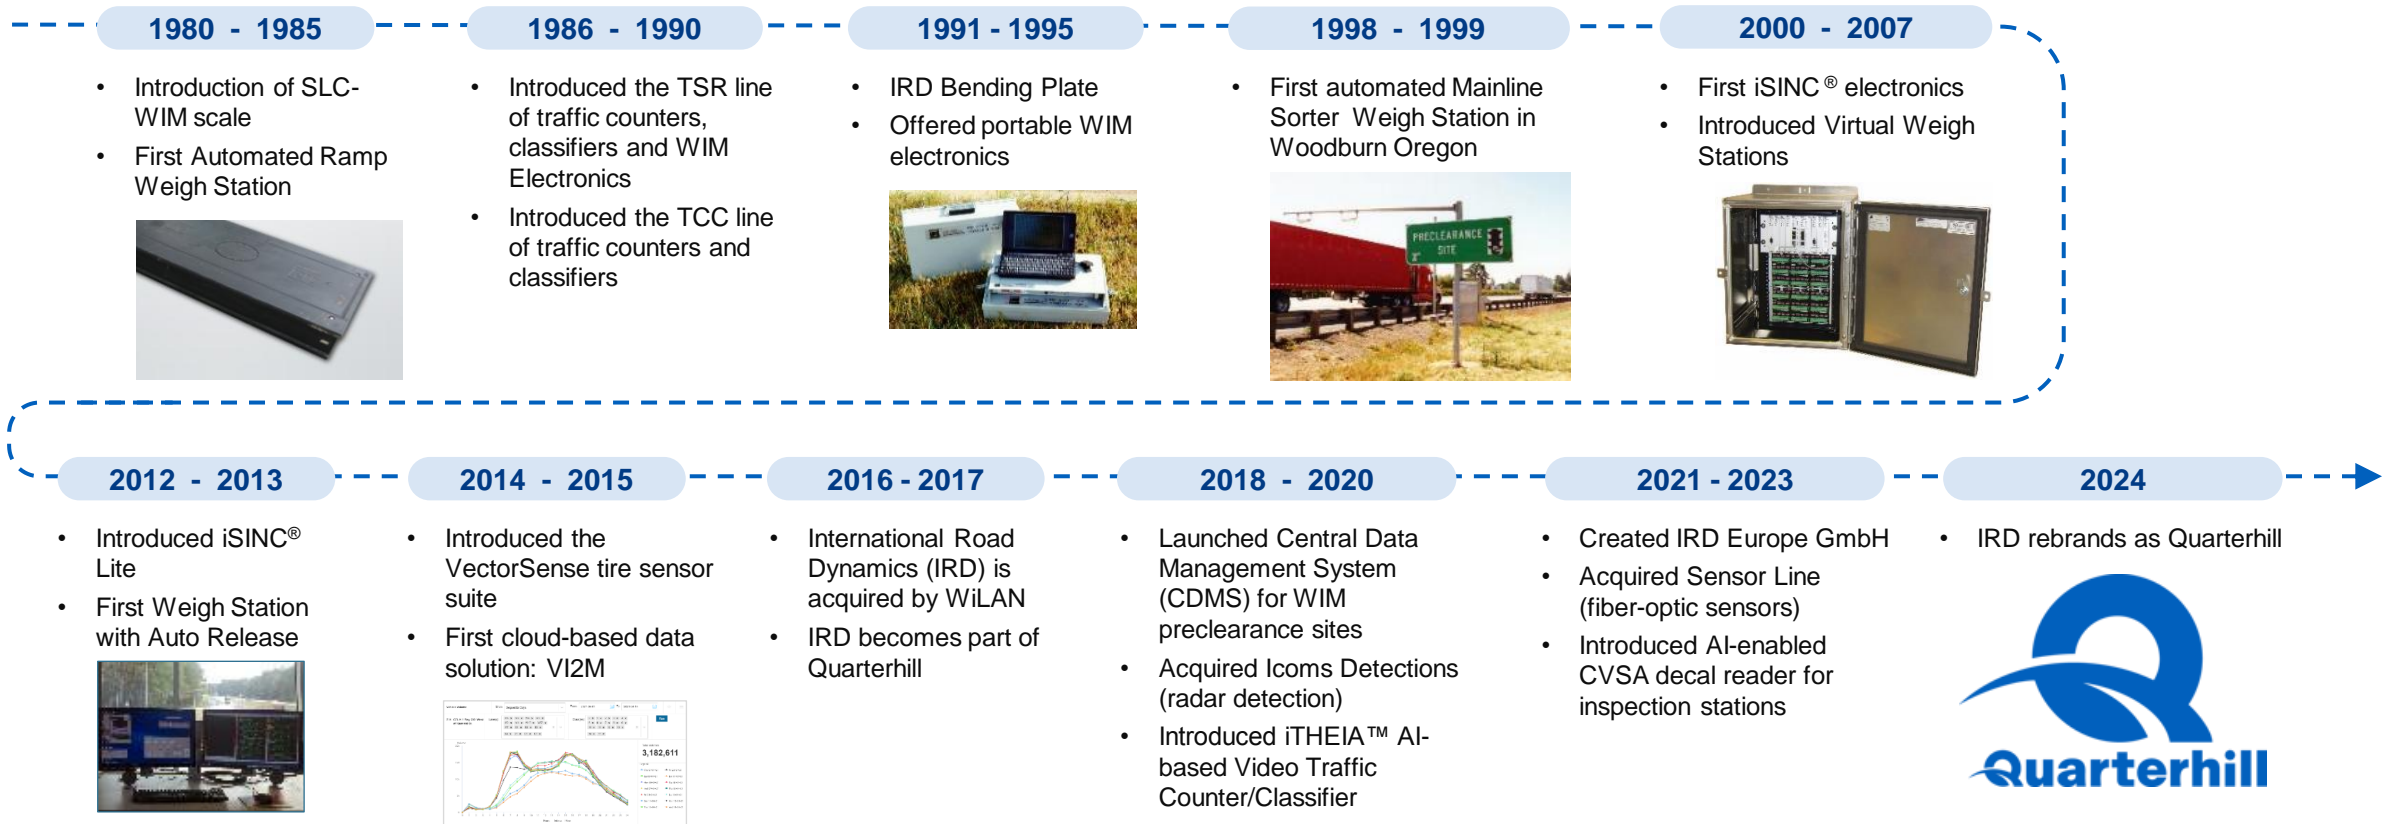 1980 - 1985
1986 - 1990
1991 - 1995
1998 - 1999
2000 - 2007
• Introduction of SLC-
WIM scale
• First Automated Ramp
Weigh Station
• Introduced the TSR line
of traffic counters,
classifiers and WIM
Electronics
• Introduced the TCC line
of traffic counters and
classifiers
• IRD Bending Plate
• Offered portable WIM
electronics
• First automated Mainline
Sorter Weigh Station in
Woodburn Oregon
PRECLEARANCE
SITE
• First iSINC® electronics
• Introduced Virtual Weigh
Stations
2012 - 2013
2014 - 2015
2016 - 2017
2018 - 2020
2021 - 2023
2024
• Introduced iSINC®
Lite
• First Weigh Station
with Auto Release
• Introduced the
VectorSense tire sensor
suite
• First cloud-based data
solution: VI2M
3,182,611
• International Road
Dynamics (IRD) is
acquired by WiLAN
• IRD becomes part of
Quarterhill
• Launched Central Data
Management System
(CDMS) for WIM
preclearance sites
• Acquired Icoms Detections
(radar detection)
• Introduced iTHEIA™ AI-
based Video Traffic
Counter/Classifier
• Created IRD Europe GmbH
• Acquired Sensor Line
(fiber-optic sensors)
• Introduced AI-enabled
CVSA decal reader for
inspection stations
• IRD rebrands as Quarterhill
Quarterhill